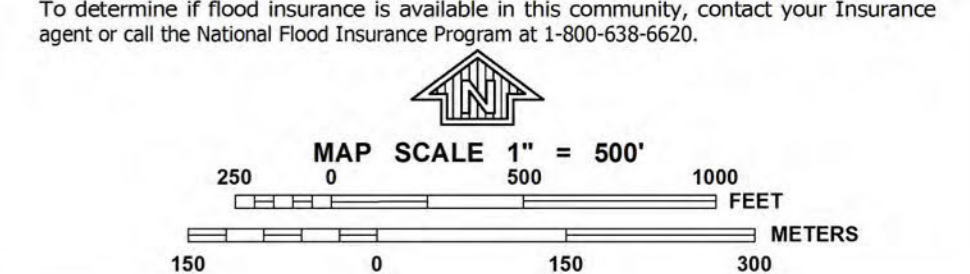 To determine if flood insurance is available in this community, contact your Insurance
agent or call the National Flood Insurance Program at 1-800-638-6620.
N
MAP SCALE 1" = 500'
250 0 500 1000
FEET
METERS
150 0 150 300